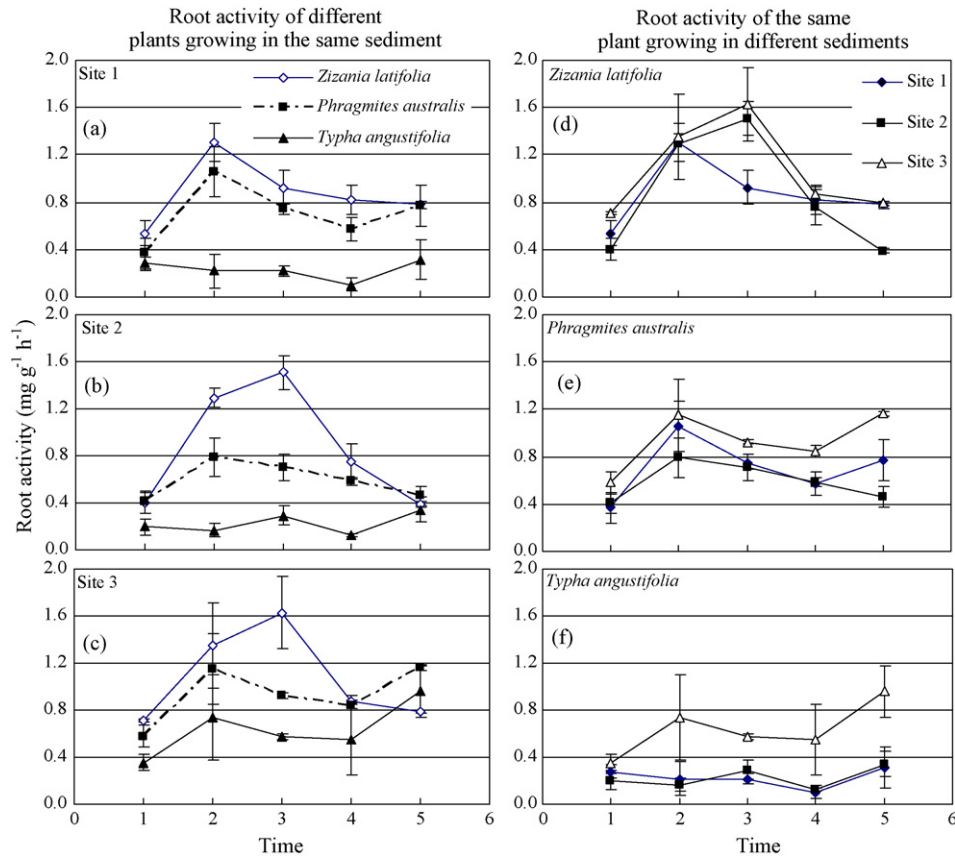 Root activity of different
plants growing in the same sediment
Root activity of the same
plant growing in different sediments
Root activity (mg g⁻¹ h⁻¹)
2.0
1.6
1.2
0.8
0.4
0.0
Site 1
(a)
Zizania latifolia
Phragmites australis
Typha angustifolia
2.0
1.6
1.2
0.8
0.4
0.0
Zizania latifolia
(d)
Site 1
Site 2
Site 3
2.0
1.6
1.2
0.8
0.4
0.0
Site 2
(b)
2.0
1.6
1.2
0.8
0.4
0.0
Phragmites australis
(e)
2.0
1.6
1.2
0.8
0.4
0.0
Site 3
(c)
0 1 2 3 4 5 6
Time
2.0
1.6
1.2
0.8
0.4
0.0
Typha angustifolia
(f)
0 1 2 3 4 5 6
Time